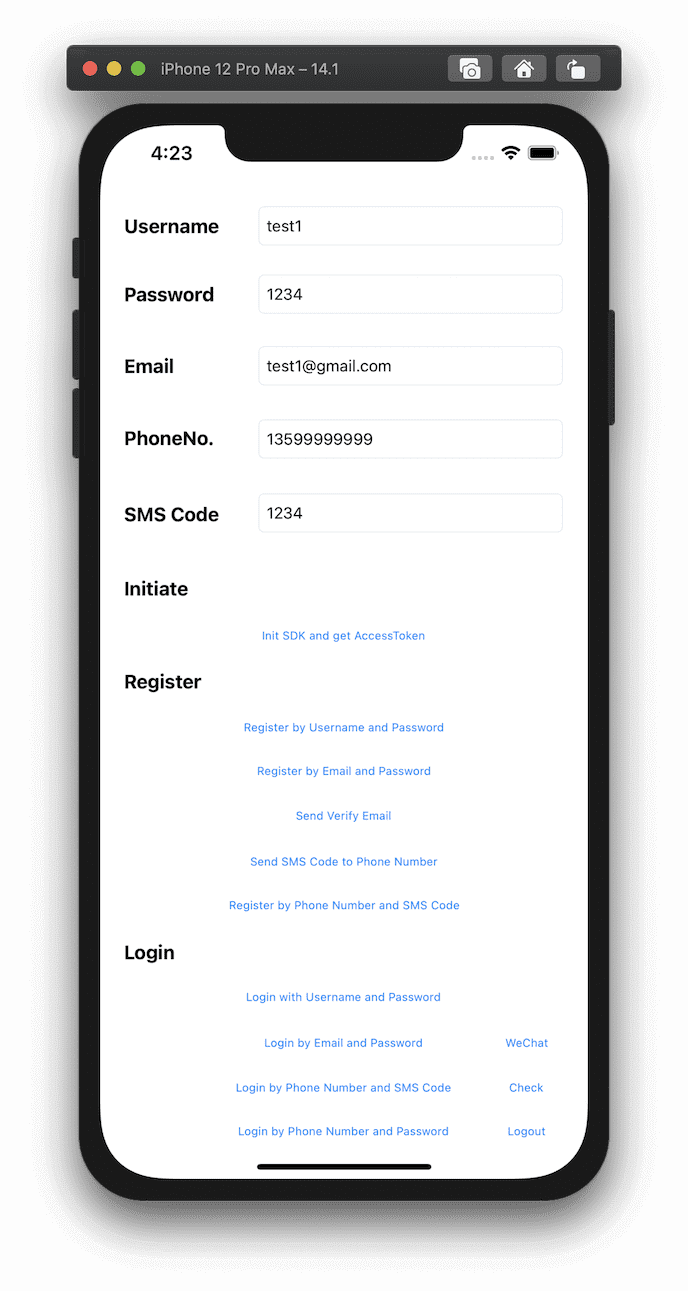 iPhone 12 Pro Max – 14.1
4:23
Username test1
Password 1234
Email test1@gmail.com
PhoneNo. 13599999999
SMS Code 1234
Initiate
Init SDK and get AccessToken
Register
Register by Username and Password
Register by Email and Password
Send Verify Email
Send SMS Code to Phone Number
Register by Phone Number and SMS Code
Login
Login with Username and Password
Login by Email and Password WeChat
Login by Phone Number and SMS Code Check
Login by Phone Number and Password Logout